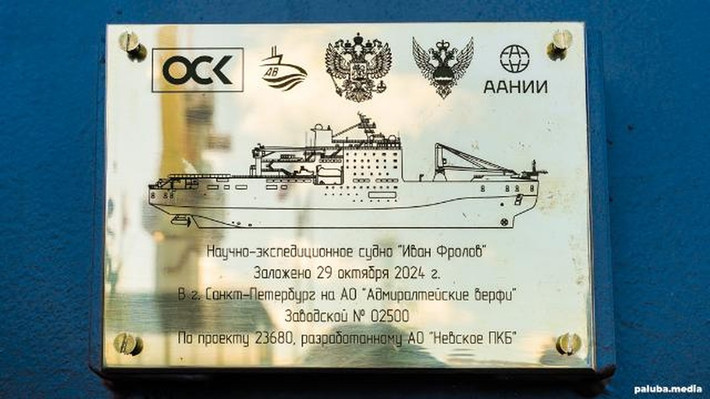 ОСК
АВ
ААНИИ
Научно-экспедиционное судно "Иван Фролов"
Заложено 29 октября 2024 г.
В г. Санкт-Петербург на АО "Адмиралтейские верфи"
Заводской № 02500
По проекту 23680, разработанному АО "Невское ПКБ"
paluba.media